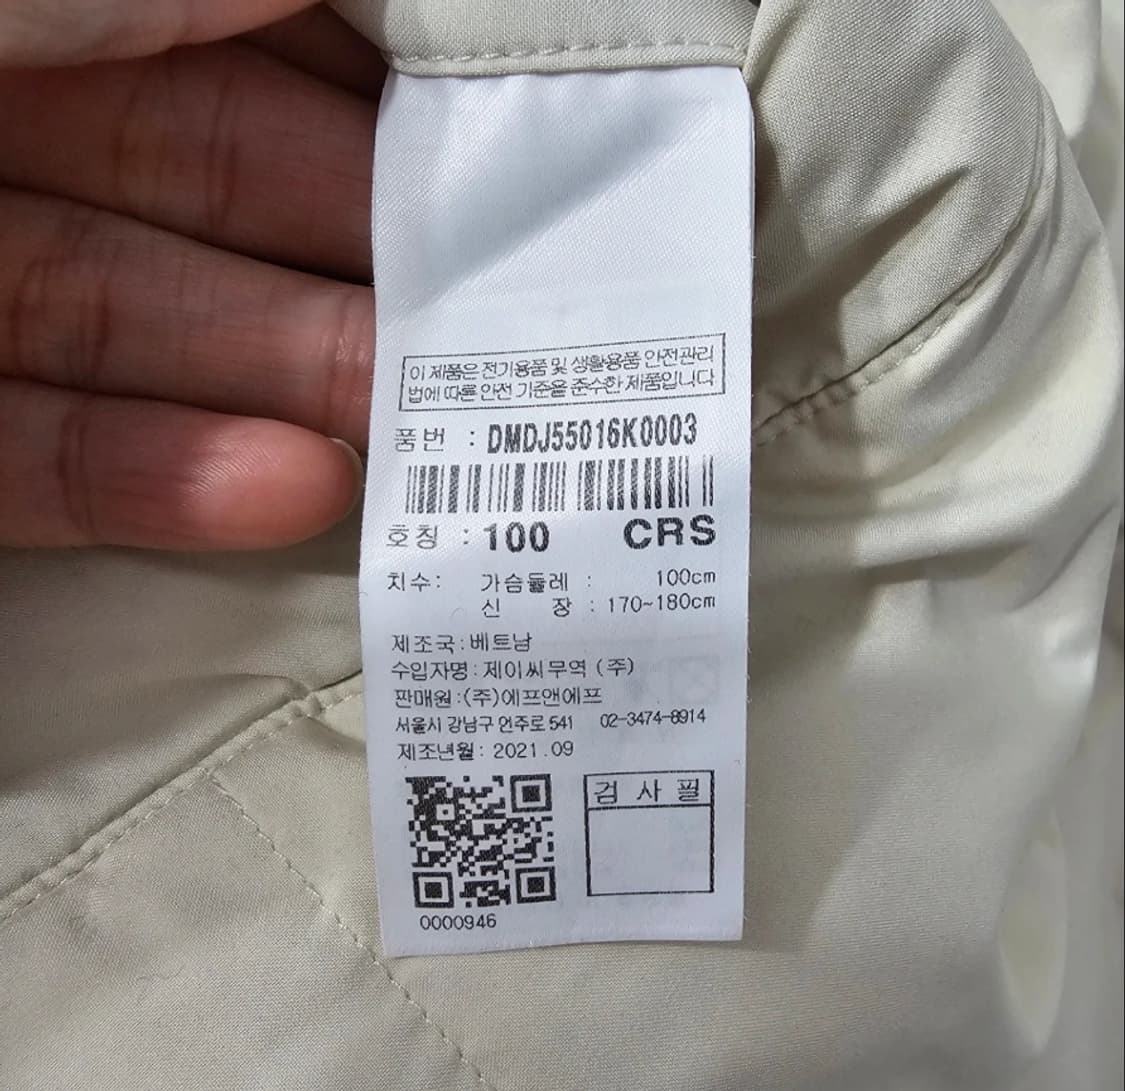 이 제품은 전기용품 및 생활용품 안전관리
법에 따른 안전 기준을 준수한 제품입니다
품번 : DMDJ55016K0003
호칭 : 100 CRS
치수: 가슴둘레 : 100cm
신 장 : 170~180cm
제조국:베트남
수입자명:제이씨무역 (주)
판매원:(주)에프앤에프
서울시 강남구 언주로 541 02-3474-8914
제조년월: 2021.09
검 사 필
0000946